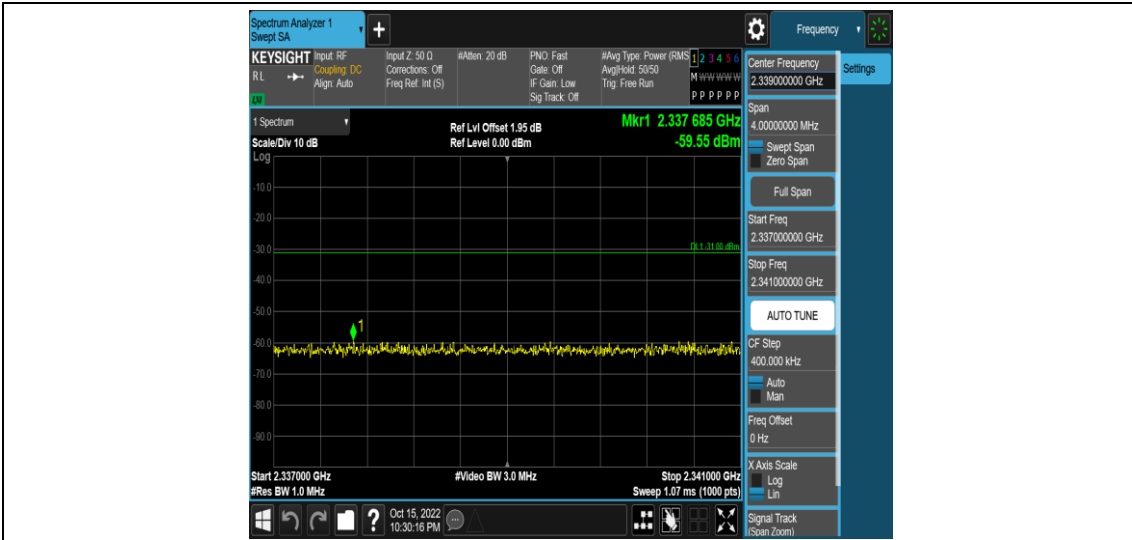 Spectrum Analyzer 1
Swept SA
Frequency
KEYSIGHT
RL
LXI
Input: RF
Coupling: DC
Align: Auto
Input Z: 50 Ω
Corrections: Off
Freq Ref: Int (S)
#Atten: 20 dB
PNO: Fast
Gate: Off
IF Gain: Low
Sig Track: Off
#Avg Type: Power (RMS
Avg|Hold: 50/50
Trig: Free Run
1 2 3 4 5 6
M W W W W W
P P P P P P
1 Spectrum
Scale/Div 10 dB
Ref Lvl Offset 1.95 dB
Ref Level 0.00 dBm
Mkr1 2.337 685 GHz
-59.55 dBm
Log
-10.0
-20.0
-30.0
DL1 -31.00 dBm
-40.0
-50.0
1
-60.0
-70.0
-80.0
-90.0
Start 2.337000 GHz
#Res BW 1.0 MHz
#Video BW 3.0 MHz
Stop 2.341000 GHz
Sweep 1.07 ms (1000 pts)
Oct 15, 2022
10:30:16 PM
Center Frequency
2.339000000 GHz
Settings
Span
4.00000000 MHz
Swept Span
Zero Span
Full Span
Start Freq
2.337000000 GHz
Stop Freq
2.341000000 GHz
AUTO TUNE
CF Step
400.000 kHz
Auto
Man
Freq Offset
0 Hz
X Axis Scale
Log
Lin
Signal Track
(Span Zoom)